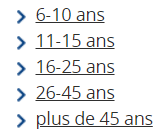 6-10 ans
11-15 ans
16-25 ans
26-45 ans
plus de 45 ans